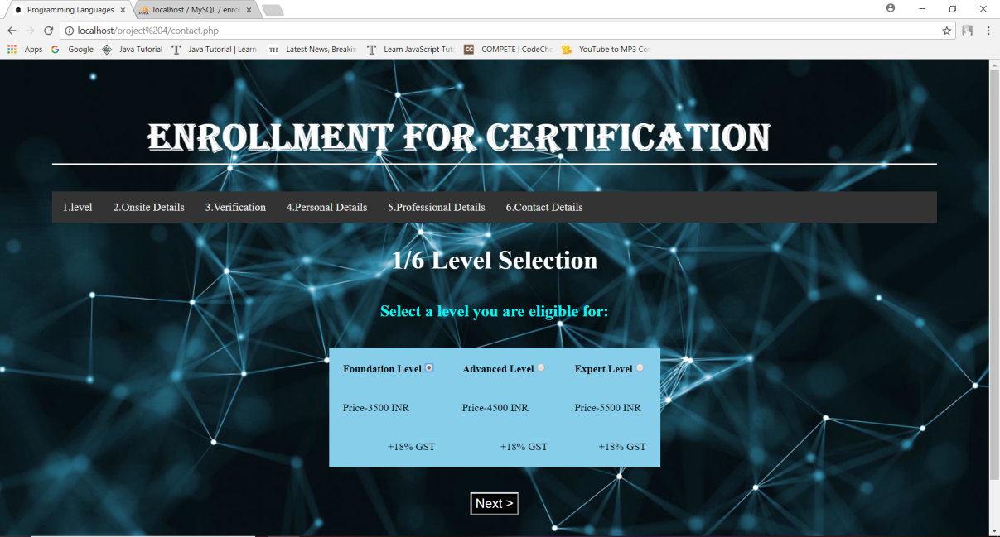 Programming Languages
localhost / MySQL / enrol
localhost/project%204/contact.php
Apps Google Java Tutorial Java Tutorial | Learn Latest News, Breakin Learn JavaScript Tuto COMPETE | CodeChe YouTube to MP3 Co
ENROLLMENT FOR CERTIFICATION
1.level 2.Onsite Details 3.Verification 4.Personal Details 5.Professional Details 6.Contact Details
1/6 Level Selection
Select a level you are eligible for:
Foundation Level Advanced Level Expert Level
Price-3500 INR Price-4500 INR Price-5500 INR
+18% GST +18% GST +18% GST
Next >